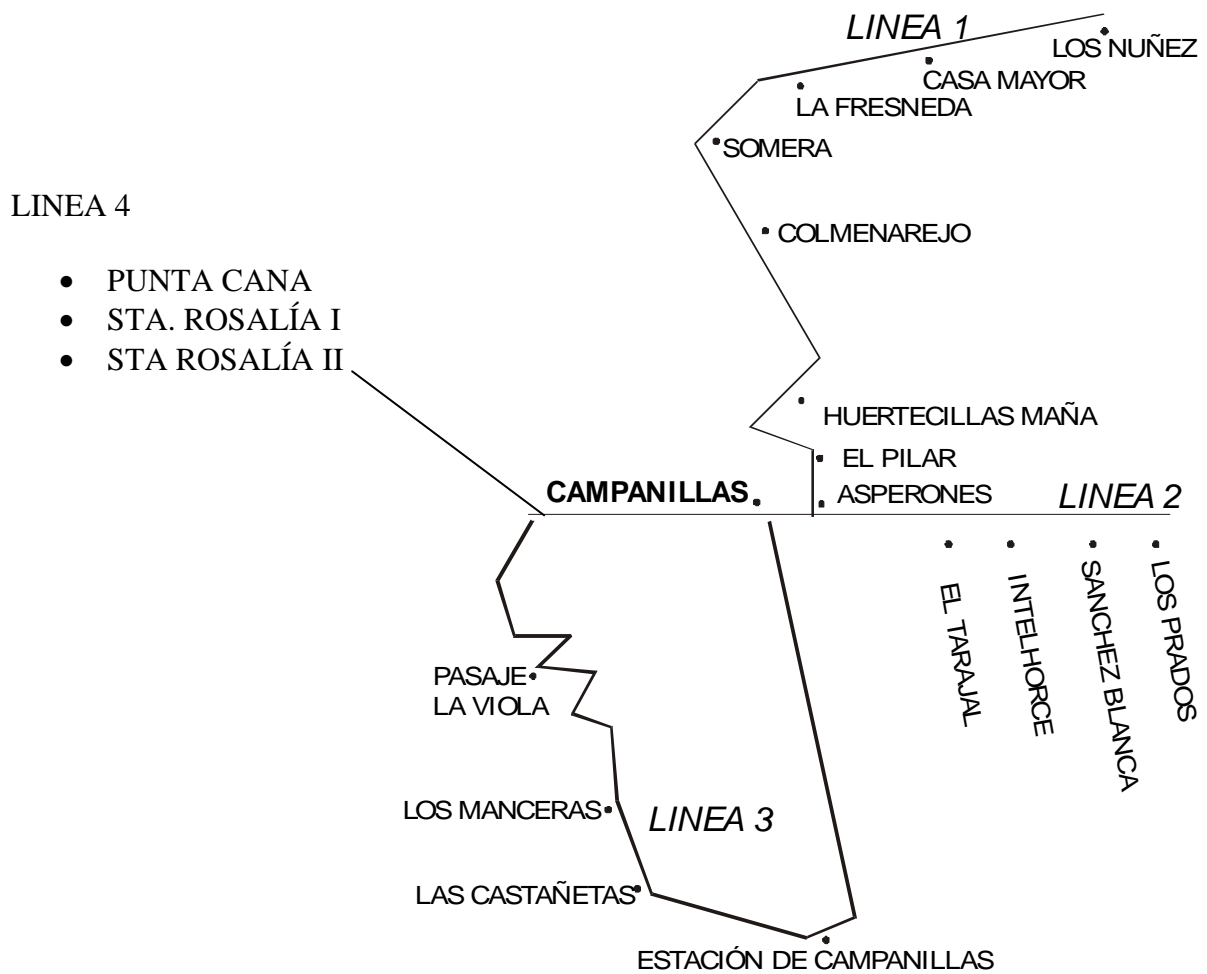 LINEA 1
LOS NUÑEZ
CASA MAYOR
LA FRESNEDA
SOMERA
LINEA 4
COLMENAREJO
• PUNTA CANA
• STA. ROSALÍA I
• STA ROSALÍA II
HUERTECILLAS MAÑA
EL PILAR
CAMPANILLAS
ASPERONES
LINEA 2
EL TARAJAL
INTELHORCE
SANCHEZ BLANCA
LOS PRADOS
PASAJE
LA VIOLA
LOS MANCERAS
LINEA 3
LAS CASTAÑETAS
ESTACIÓN DE CAMPANILLAS